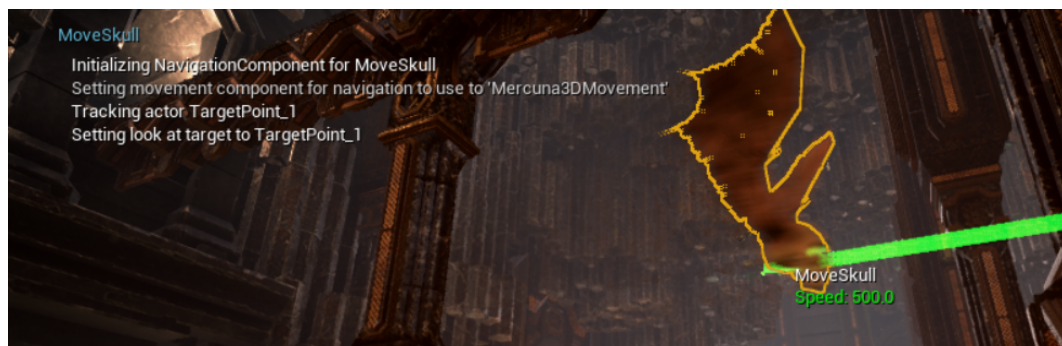 MoveSkull
Initializing NavigationComponent for MoveSkull
Setting movement component for navigation to use to 'Mercuna3DMovement'
Tracking actor TargetPoint_1
Setting look at target to TargetPoint_1
MoveSkull
Speed: 500.0